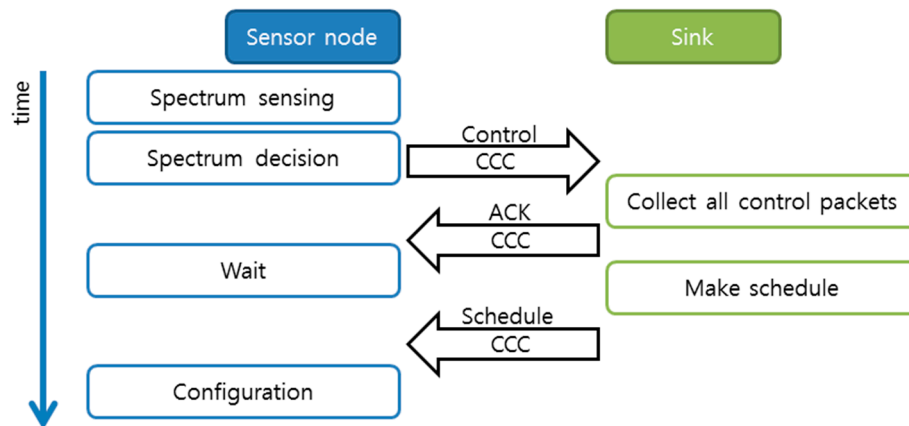 Sensor node
Sink
time
Spectrum sensing
Spectrum decision
Control
CCC
Collect all control packets
ACK
CCC
Wait
Make schedule
Schedule
CCC
Configuration